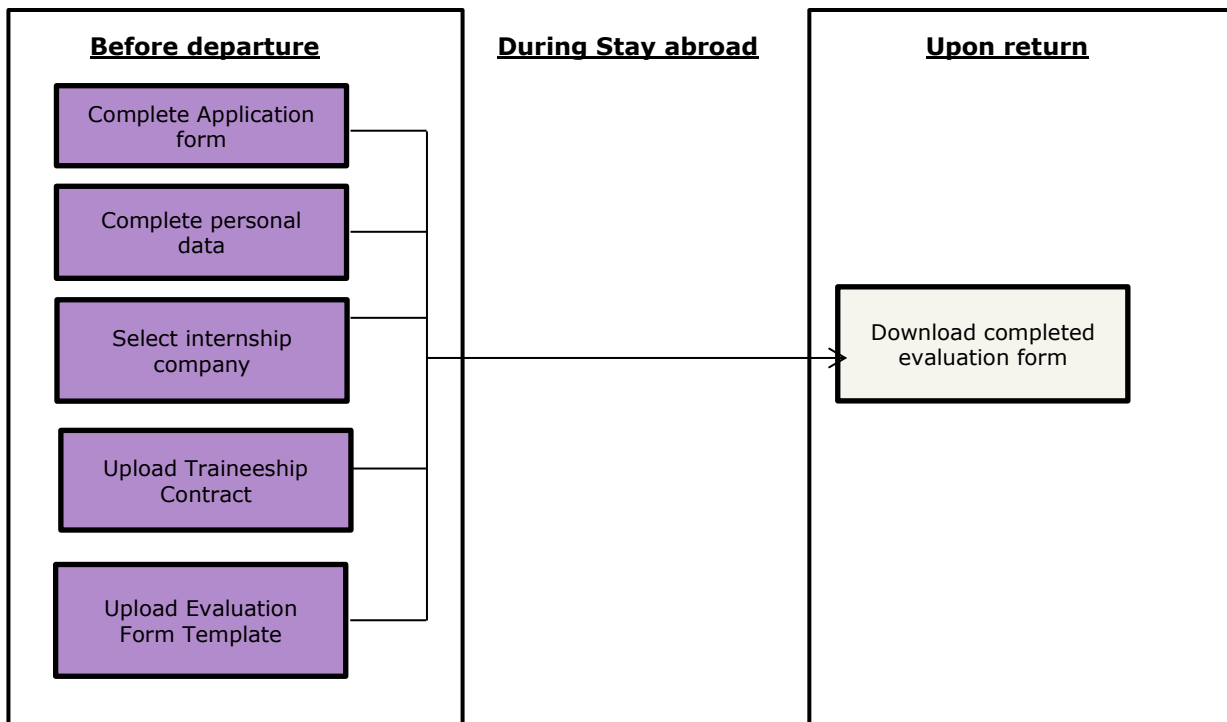 Before departure
Complete Application
form
Complete personal
data
Select internship
company
Upload Traineeship
Contract
Upload Evaluation
Form Template
During Stay abroad
Upon return
Download completed
evaluation form